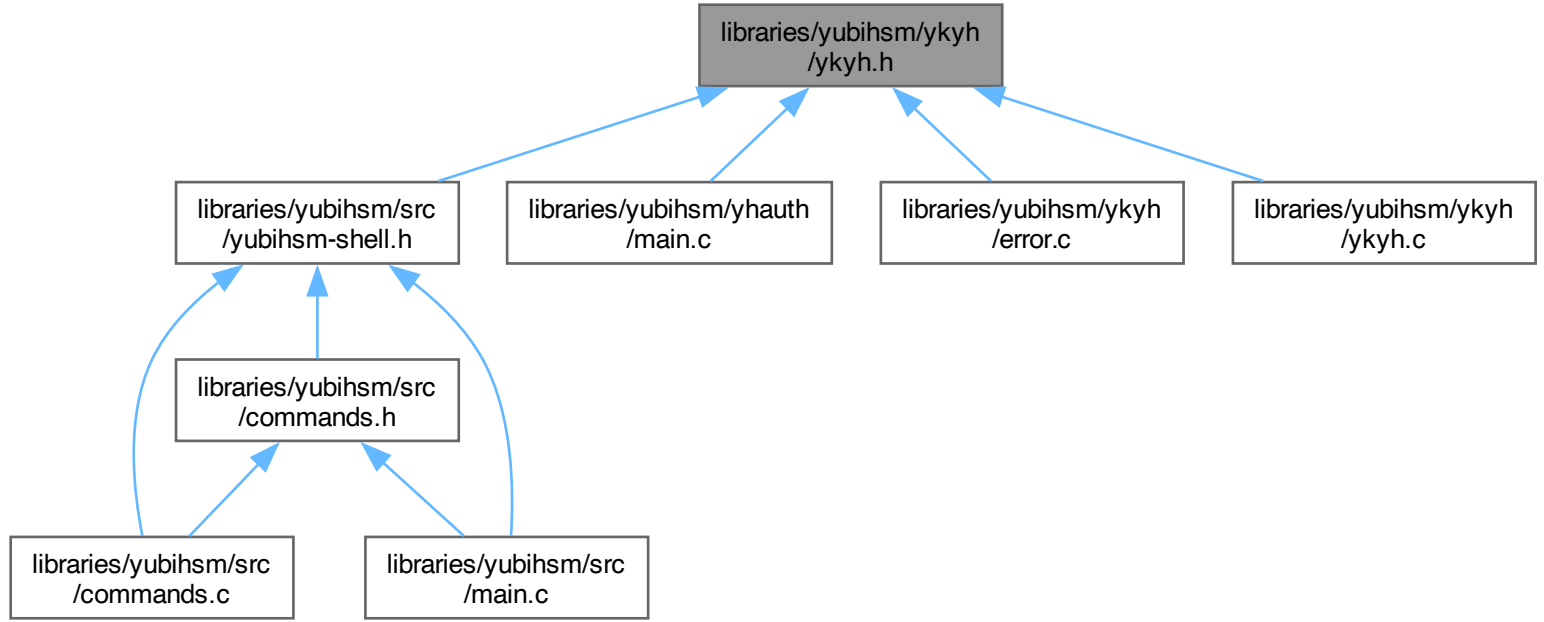 libraries/yubihsm/ykyh
/ykyh.h
libraries/yubihsm/src
/yubihsm-shell.h
libraries/yubihsm/yhauth
/main.c
libraries/yubihsm/ykyh
/error.c
libraries/yubihsm/ykyh
/ykyh.c
libraries/yubihsm/src
/commands.h
libraries/yubihsm/src
/commands.c
libraries/yubihsm/src
/main.c